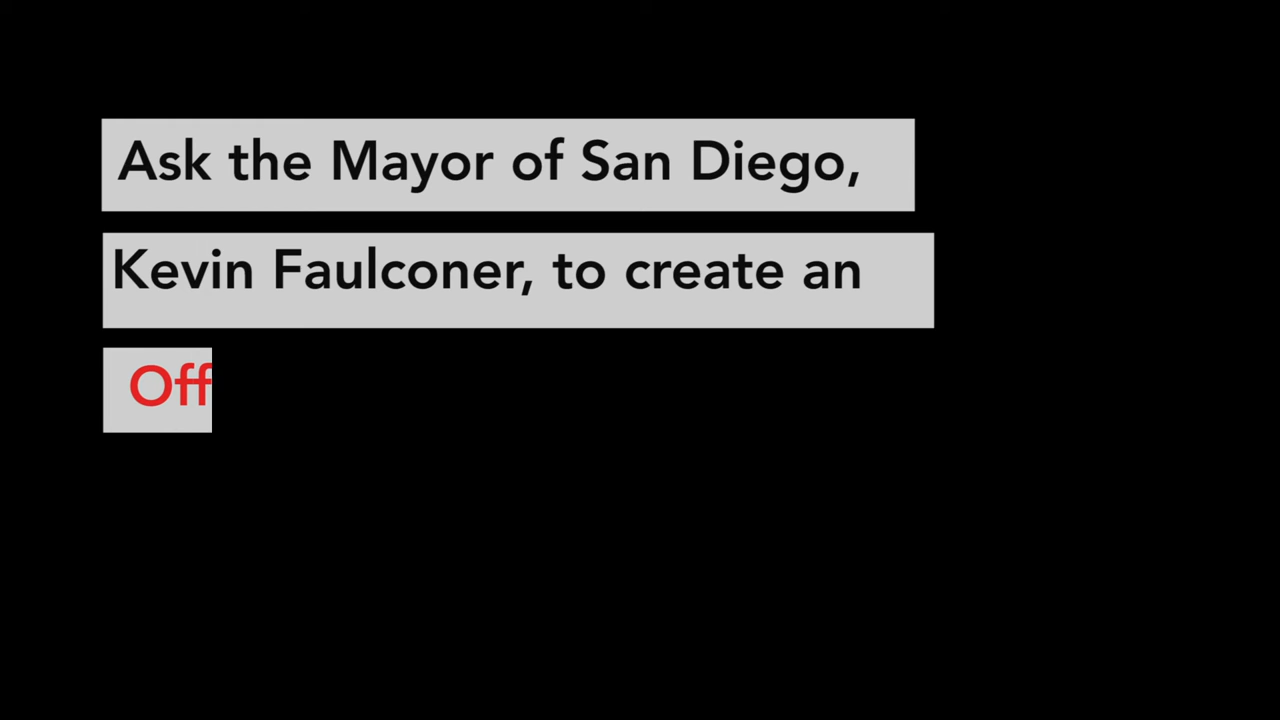 Ask the Mayor of San Diego,
Kevin Faulconer, to create an
Off